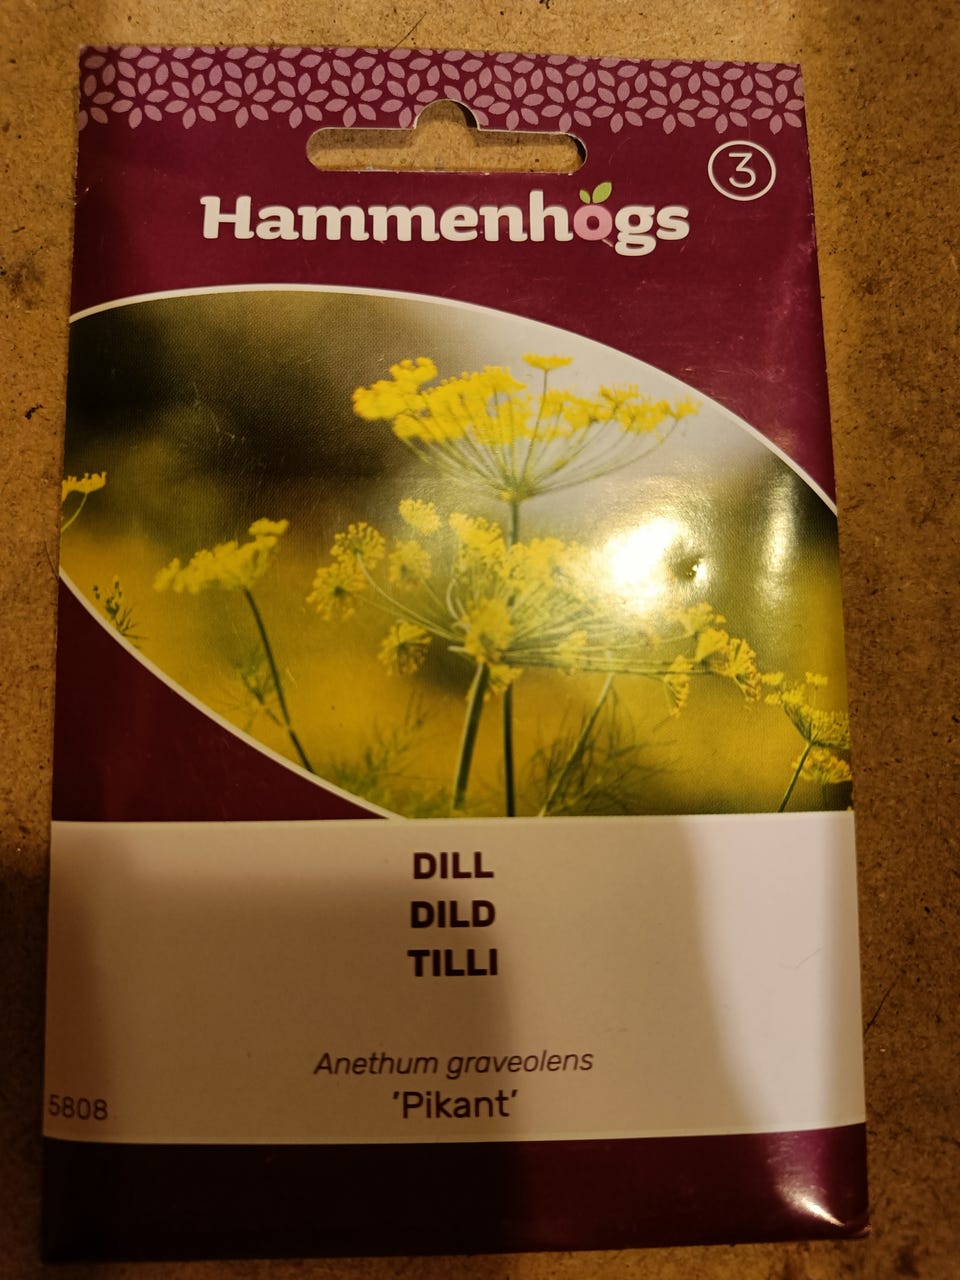 3
Hammenhögs
DILL
DILD
TILLI
Anethum graveolens
'Pikant'
5808